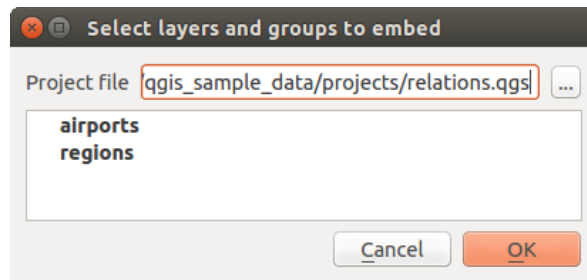 Select layers and groups to embed
Project file /qgis_sample_data/projects/relations.qgs ...
airports
regions
Cancel OK